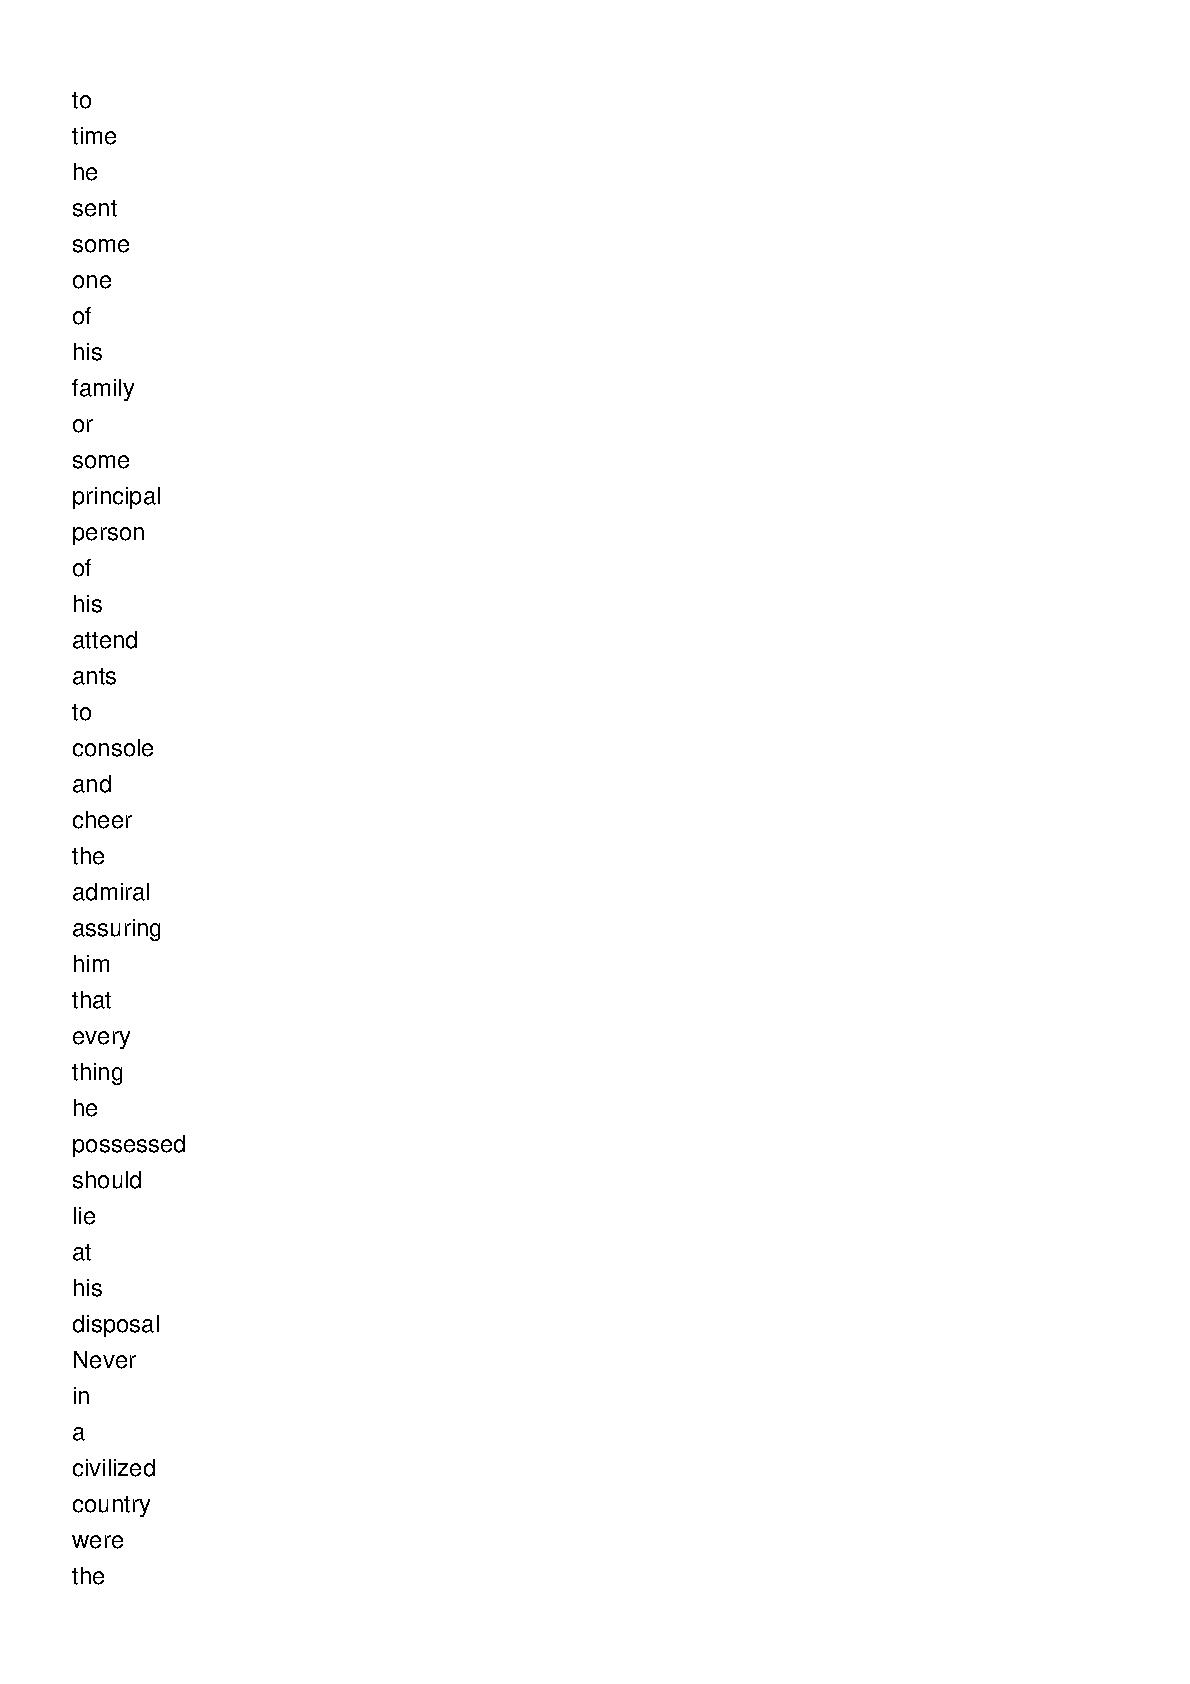 to
time
he
sent
some
one
of
his
family
or
some
principal
person
of
his
attend
ants
to
console
and
cheer
the
admiral
assuring
him
that
every
thing
he
possessed
should
lie
at
his
disposal
Never
in
a
civilized
country
were
the